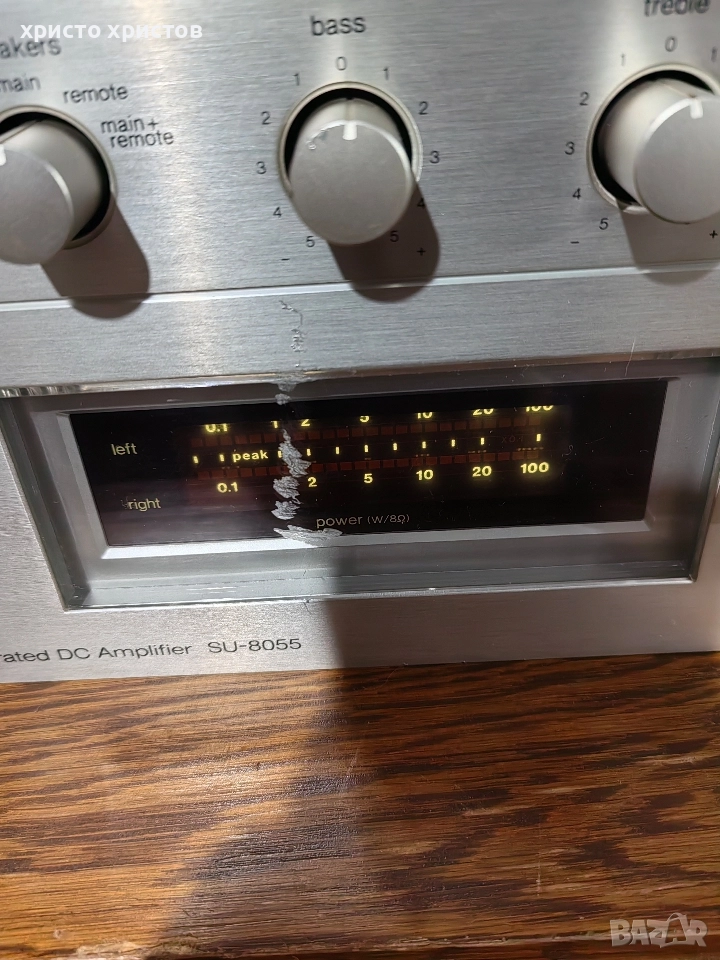 христо христов
bass
treble
akers
main
remote
main+
remote
1 0 1
2 2
3 3
4 4
5 5
- +
1 0 1
2
3
4
5
- +
0.1 1 2 5 10 20 100
left
peak
0.1 2 5 10 20 100
right
power (w/8Ω)
rated DC Amplifier SU-8055
BAZAR